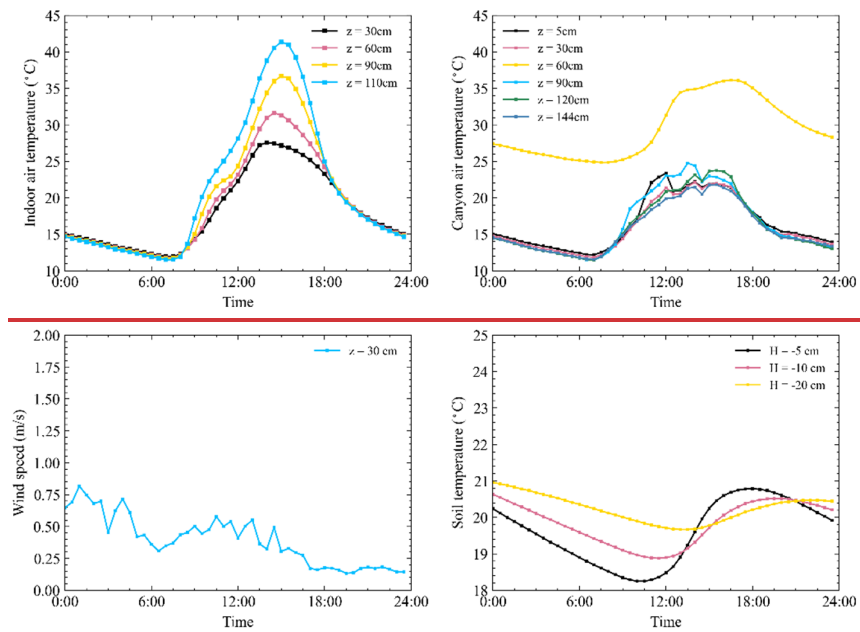 45
40
35
30
25
20
15
10
Indoor air temperature (°C)
z = 30cm
z = 60cm
z = 90cm
z = 110cm
0:00
6:00
12:00
18:00
24:00
Time
45
40
35
30
25
20
15
10
Canyon air temperature (°C)
z = 5cm
z = 30cm
z = 60cm
z = 90cm
z = 120cm
z = 144cm
0:00
6:00
12:00
18:00
24:00
Time
2.00
1.75
1.50
1.25
1.00
0.75
0.50
0.25
0.00
Wind speed (m/s)
z = 30 cm
0:00
6:00
12:00
18:00
24:00
Time
25
24
23
22
21
20
19
18
Soil temperature (°C)
H = -5 cm
H = -10 cm
H = -20 cm
0:00
6:00
12:00
18:00
24:00
Time